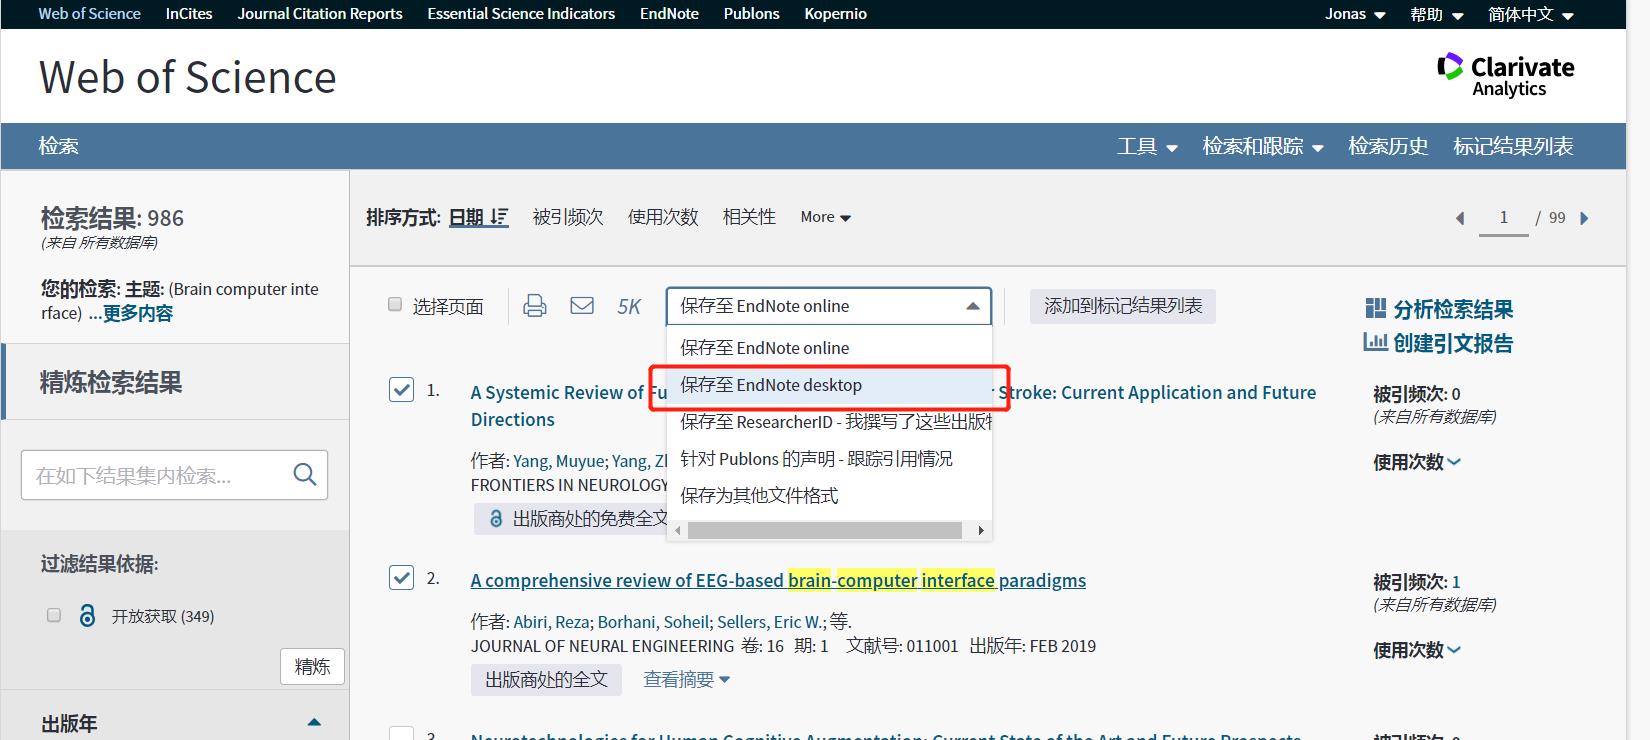 Web of Science InCites Journal Citation Reports Essential Science Indicators EndNote Publons Kopernio Jonas 帮助 简体中文
Web of Science
Clarivate
Analytics
检索 工具 检索和跟踪 检索历史 标记结果列表
检索结果: 986
(来自 所有数据库)
您的检索: 主题: (Brain computer inte
rface) ...更多内容
精炼检索结果
在如下结果集内检索...
过滤结果依据:
开放获取 (349)
精炼
出版年
排序方式: 日期 被引频次 使用次数 相关性 More
1 / 99
选择页面 5K 保存至 EndNote online 添加到标记结果列表
保存至 EndNote online
保存至 EndNote desktop
保存至 ResearcherID - 我撰写了这些出版
针对 Publons 的声明 - 跟踪引用情况
保存为其他文件格式
分析检索结果
创建引文报告
1. A Systemic Review of Stroke: Current Application and Future
Directions
作者: Yang, Muyue; Yang,
FRONTIERS IN NEUROLOGY
出版商处的免费全文
被引频次: 0
(来自所有数据库)
使用次数
2. A comprehensive review of EEG-based brain-computer interface paradigms
作者: Abiri, Reza; Borhani, Soheil; Sellers, Eric W.; 等.
JOURNAL OF NEURAL ENGINEERING 卷: 16 期: 1 文献号: 011001 出版年: FEB 2019
出版商处的全文 查看摘要
被引频次: 1
(来自所有数据库)
使用次数
3. Neurotechnologies for Human Cognitive Augmentation: Current State of the Art and Future Prospects